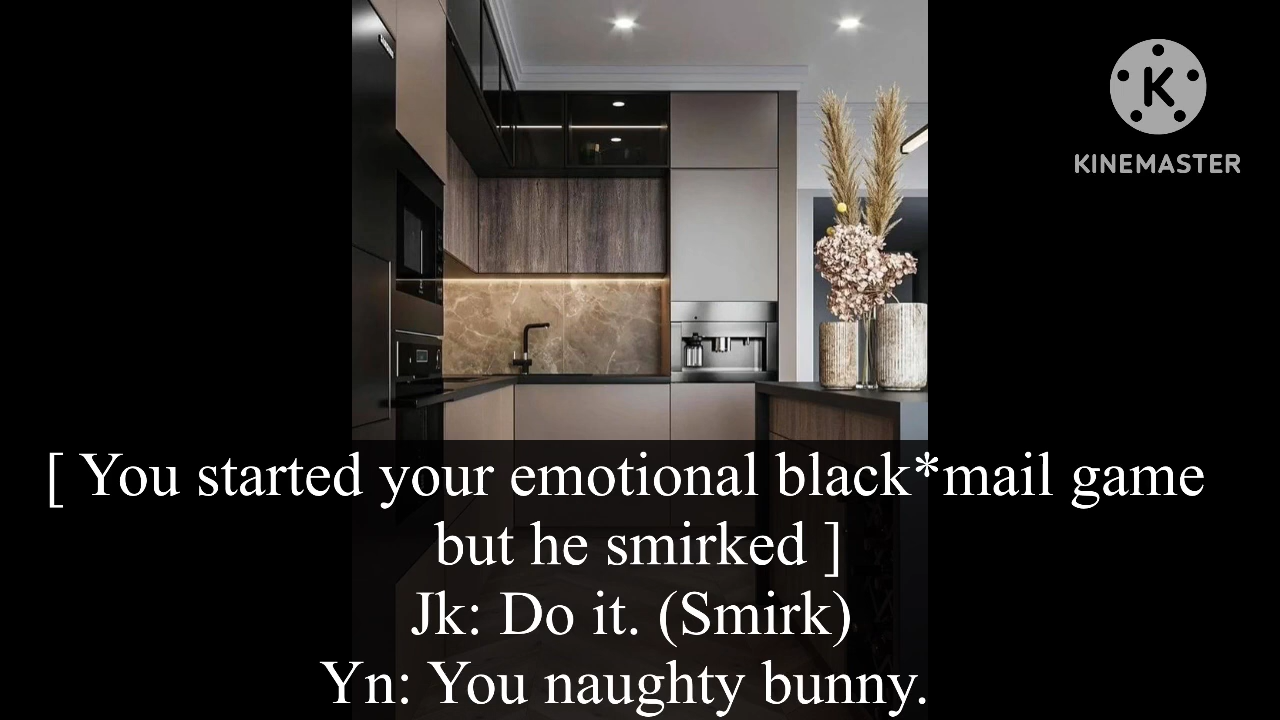 KINEMASTER
[ You started your emotional black*mail game
but he smirked ]
Jk: Do it. (Smirk)
Yn: You naughty bunny.